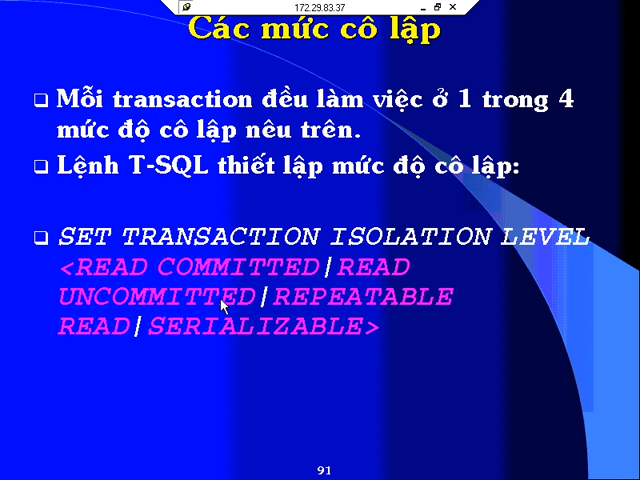 172.29.83.37
Các mức cô lập
❑ Mỗi transaction đều làm việc ở 1 trong 4
mức độ cô lập nêu trên.
❑ Lệnh T-SQL thiết lập mức độ cô lập:
❑ SET TRANSACTION ISOLATION LEVEL
<READ COMMITTED|READ
UNCOMMITTED|REPEATABLE
READ|SERIALIZABLE>
91